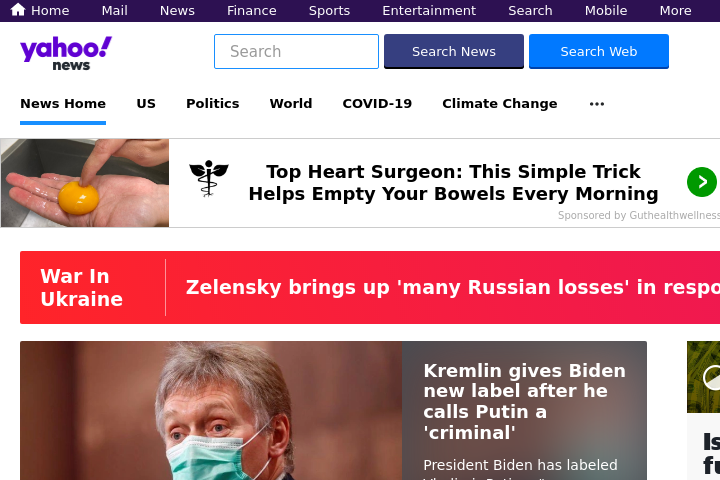 Home Mail News Finance Sports Entertainment Search Mobile More
yahoo!
news
Search
Search News
Search Web
News Home US Politics World COVID-19 Climate Change •••
Top Heart Surgeon: This Simple Trick
Helps Empty Your Bowels Every Morning
Sponsored by Guthealthwellness
War In
Ukraine
Zelensky brings up 'many Russian losses' in respo
Kremlin gives Biden
new label after he
calls Putin a
'criminal'
President Biden has labeled
Is
fu